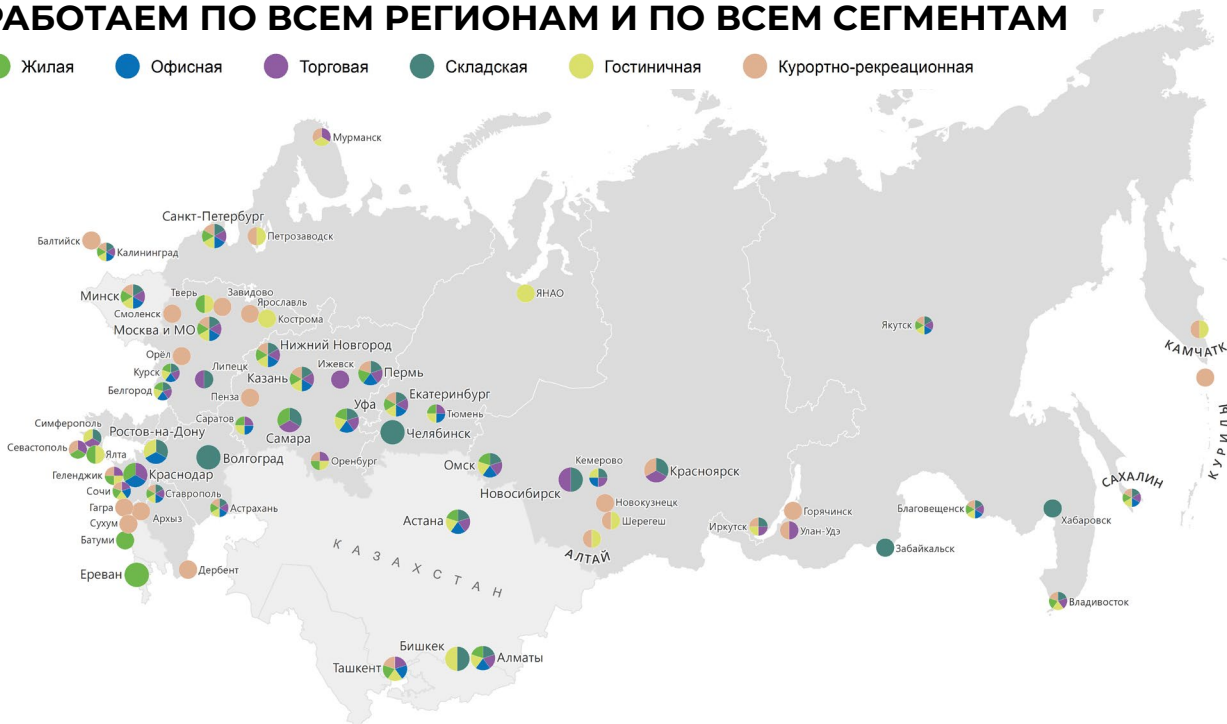 РАБОТАЕМ ПО ВСЕМ РЕГИОНАМ И ПО ВСЕМ СЕГМЕНТАМ
Жилая
Офисная
Торговая
Складская
Гостиничная
Курортно-рекреационная
Мурманск
Санкт-Петербург
Петрозаводск
Балтийск
Калининград
Минск
Тверь
Завидово
Ярославль
Смоленск
Кострома
Москва и МО
ЯНАО
Якутск
КАМЧАТК
КУРИЛЫ
Орёл
Нижний Новгород
Курск
Липецк
Казань
Ижевск
Пермь
Белгород
Пенза
Уфа
Екатеринбург
Тюмень
Саратов
Самара
Челябинск
Симферополь
Ростов-на-Дону
Севастополь
Ялта
Волгоград
Оренбург
Омск
Кемерово
Новосибирск
Красноярск
Геленджик
Краснодар
Сочи
Ставрополь
Астрахань
Гагра
Архыз
Сухум
Батуми
Ереван
Дербент
Астана
КАЗАХСТАН
Новокузнецк
Шерегеш
АЛТАЙ
Иркутск
Горячинск
Улан-Удэ
Забайкальск
Благовещенск
Хабаровск
САХАЛИН
Владивосток
Бишкек
Ташкент
Алматы